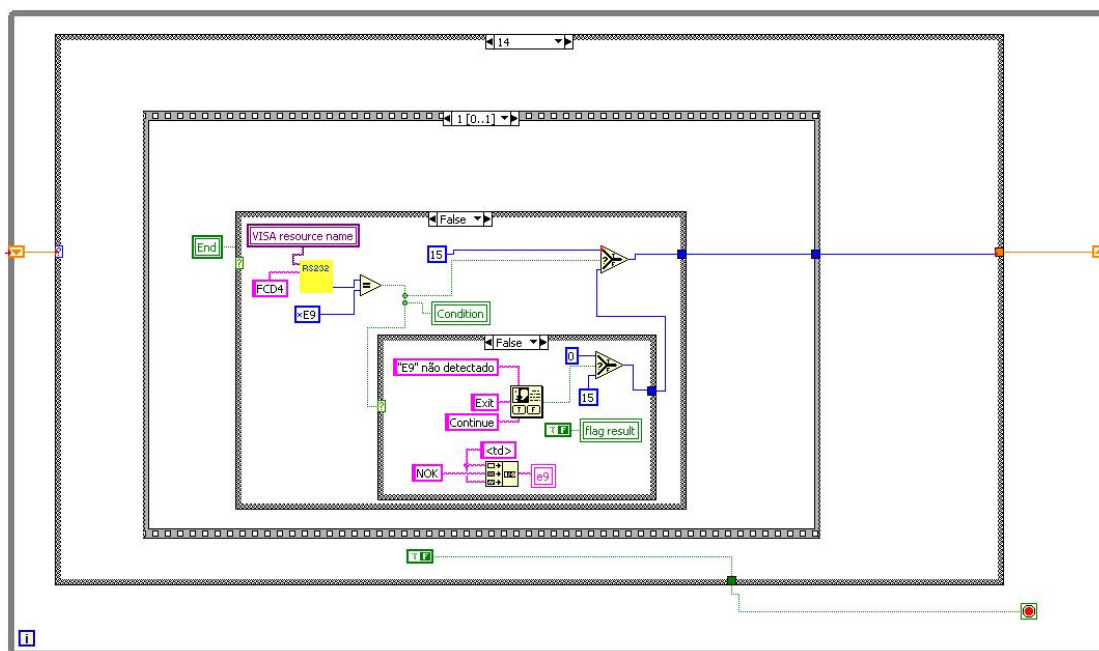 14
1 [0..1]
False
End
VISA resource name
15
RS232
FCD4
×E9
=
?
Condition
False
"E9" não detectado
0
?
Exit
15
Continue
T F
flag result
<td>
NOK
e9
i